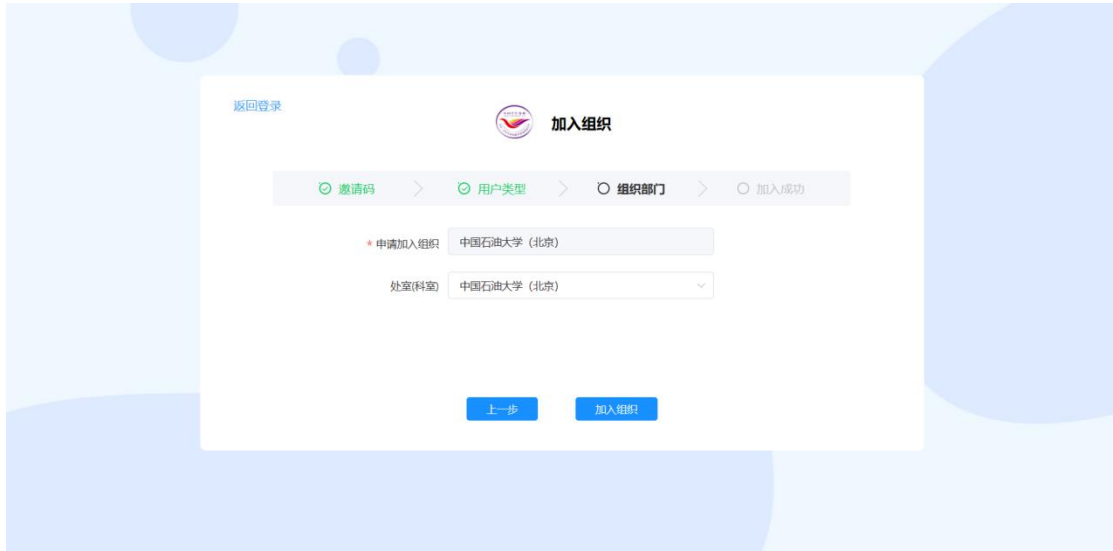 返回登录
加入组织
邀请码 用户类型 组织部门 加入成功
* 申请加入组织 中国石油大学（北京）
处室(科室) 中国石油大学（北京）
上一步 加入组织